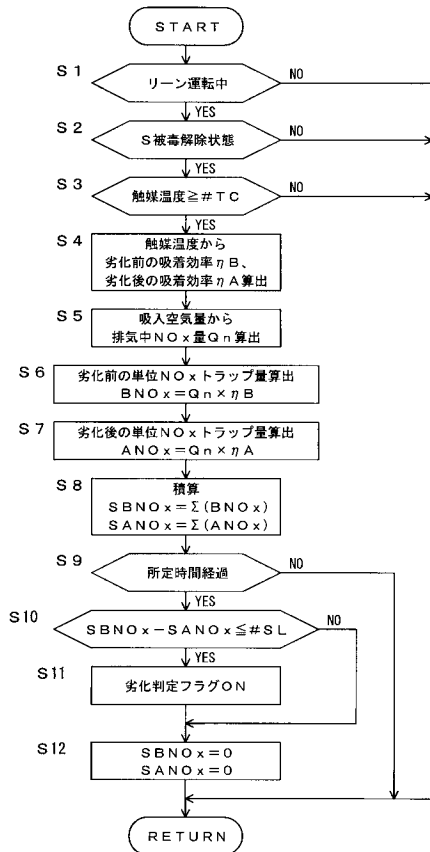 START
S1
リーン運転中
NO
YES
S2
S被毒解除状態
NO
YES
S3
触媒温度≧#TC
NO
YES
S4
触媒温度から
劣化前の吸着効率ηB、
劣化後の吸着効率ηA算出
S5
吸入空気量から
排気中NOx量Qn算出
S6
劣化前の単位NOxトラップ量算出
BNOx=Qn×ηB
S7
劣化後の単位NOxトラップ量算出
ANOx=Qn×ηA
S8
積算
SBNOx=Σ(BNOx)
SANOx=Σ(ANOx)
S9
所定時間経過
NO
YES
S10
SBNOx-SANOx≦#SL
NO
YES
S11
劣化判定フラグON
S12
SBNOx=0
SANOx=0
RETURN